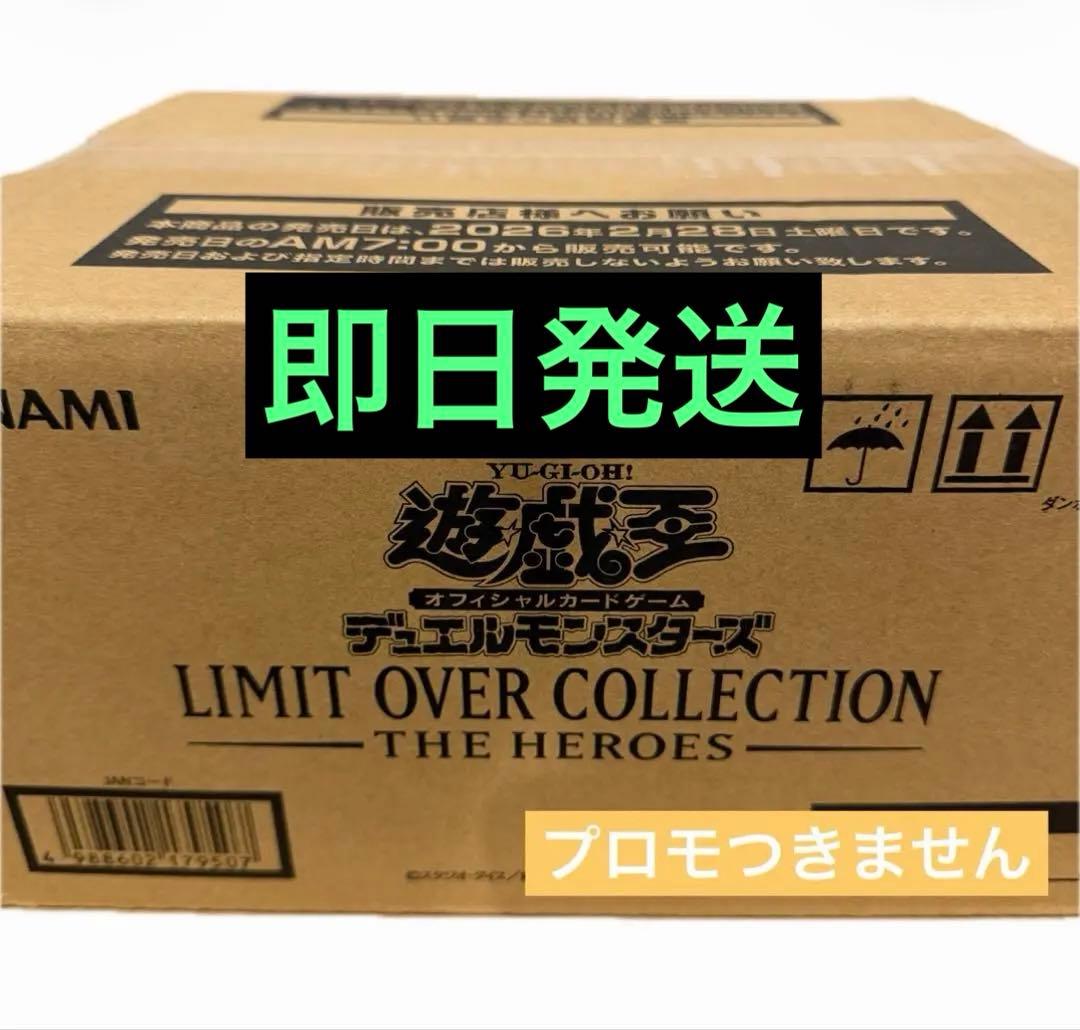 販売店様へお願い
本商品の発売日は、2026年2月28日 土曜日です。
発売日のAM7:00から販売可能です。
発売日および指定時間までは販売しないようお願い致します。
即日発送
NAMI
YU-GI-OH!
遊☆戯☆王
オフィシャルカードゲーム
デュエルモンスターズ
LIMIT OVER COLLECTION
THE HEROES
JANコード
4 988602 179507
プロモつきません